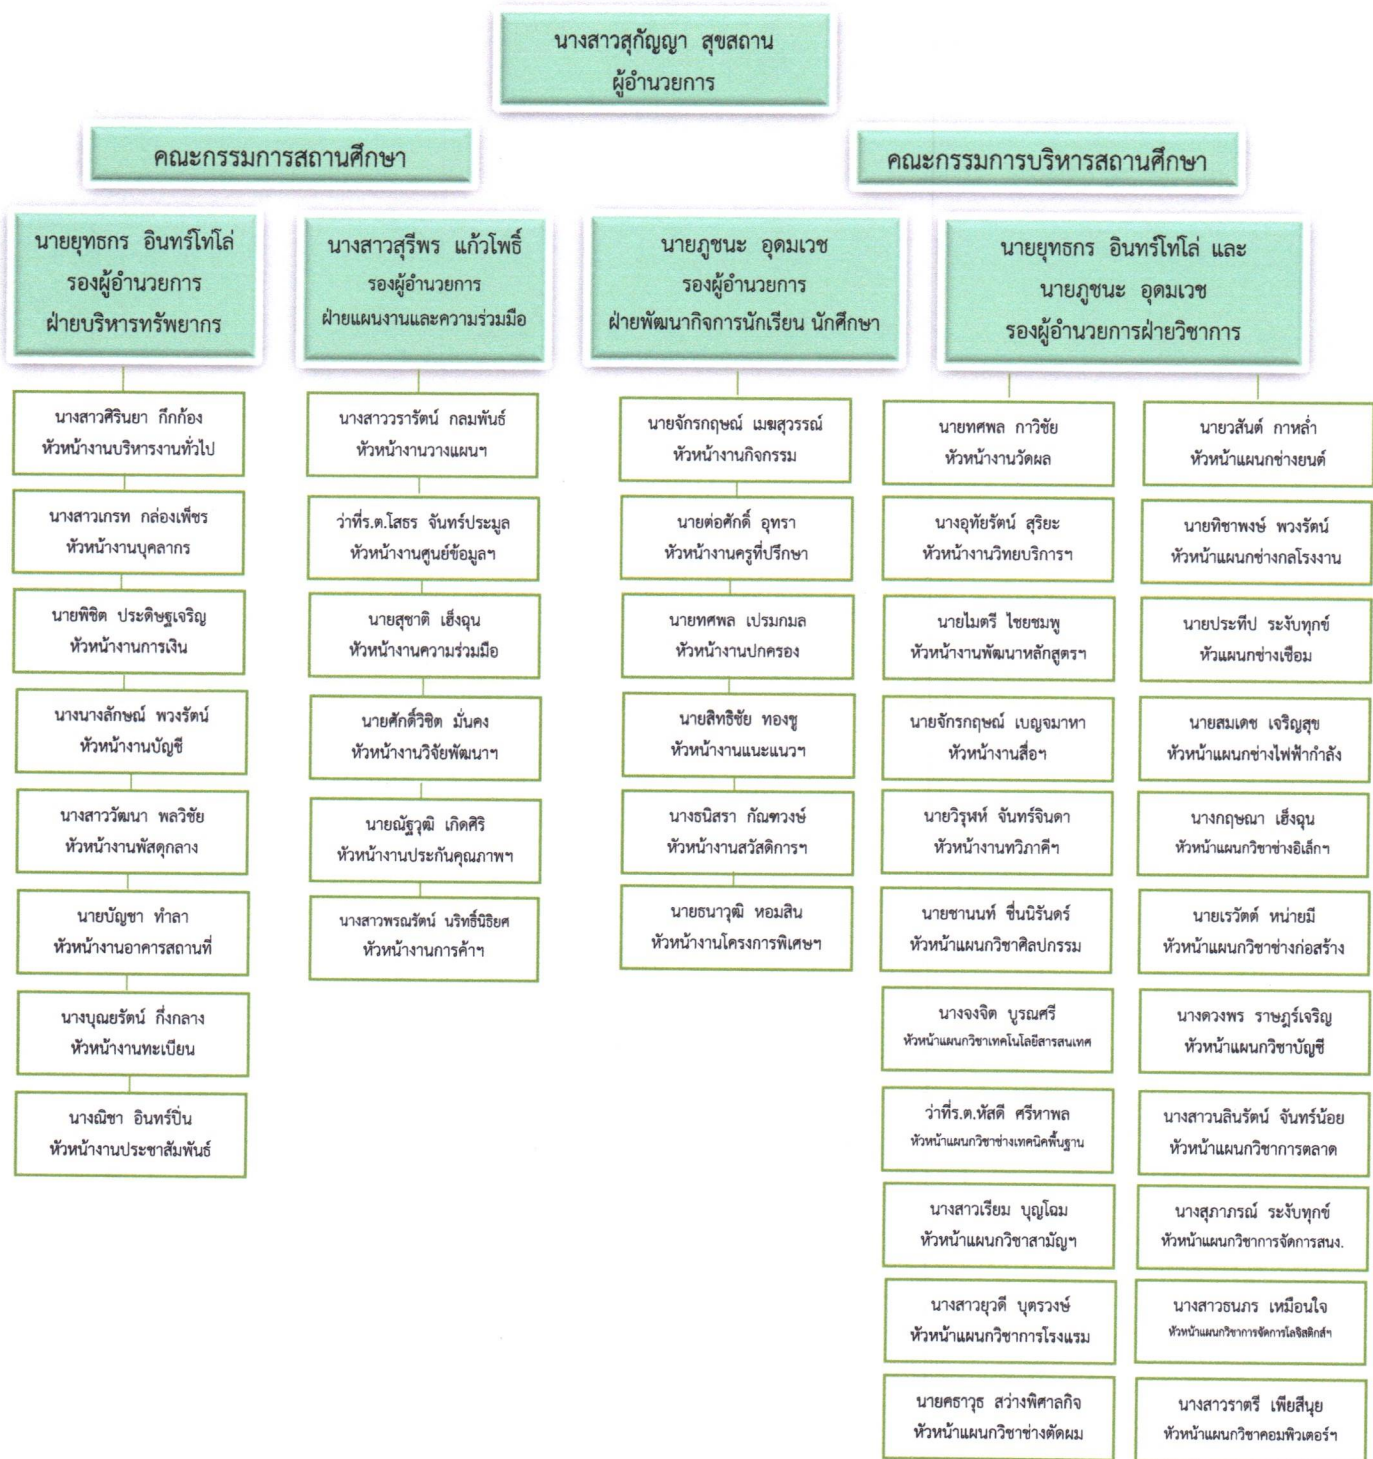 นางสาวสุกัญญา สุขสถาน
ผู้อำนวยการ
คณะกรรมการสถานศึกษา
คณะกรรมการบริหารสถานศึกษา
นายยุทธกร อินทร์โท่โล่
รองผู้อำนวยการ
ฝ่ายบริหารทรัพยากร
นางสาวศิรินยา กึกก้อง
หัวหน้างานบริหารงานทั่วไป
นางสาวเกรท กล่องเพ็ชร
หัวหน้างานบุคลากร
นายพิชิต ประดิษฐเจริญ
หัวหน้างานการเงิน
นางนางลักษณ์ พวงรัตน์
หัวหน้างานบัญชี
นางสาววัฒนา พลวิชัย
หัวหน้างานพัสดุกลาง
นายบัญชา ทำลา
หัวหน้างานอาคารสถานที่
นางบุณยรัตน์ กึ่งกลาง
หัวหน้างานทะเบียน
นางณิชา อินทร์ปิ่น
หัวหน้างานประชาสัมพันธ์
นางสาวสุรีพร แก้วโพธิ์
รองผู้อำนวยการ
ฝ่ายแผนงานและความร่วมมือ
นางสาววรารัตน์ กลมพันธ์
หัวหน้างานวางแผนฯ
ว่าที่ร.ต.โสธร จันทร์ประมูล
หัวหน้างานศูนย์ข้อมูลฯ
นายสุชาติ เฮ็งฉุน
หัวหน้างานความร่วมมือ
นายศักดิ์วิชิต มั่นคง
หัวหน้างานวิจัยพัฒนาฯ
นายณัฐวุฒิ เกิดศิริ
หัวหน้างานประกันคุณภาพฯ
นางสาวพรณรัตน์ นริทธิ์นิธิยศ
หัวหน้างานการค้าฯ
นายภูชนะ อุดมเวช
รองผู้อำนวยการ
ฝ่ายพัฒนากิจการนักเรียน นักศึกษา
นายจักรกฤษณ์ เมฆสุวรรณ์
หัวหน้างานกิจกรรม
นายต่อศักดิ์ อุทรา
หัวหน้างานครูที่ปรึกษา
นายทศพล เปรมกมล
หัวหน้างานปกครอง
นายสิทธิชัย ทองชู
หัวหน้างานแนะแนวฯ
นางธนิสรา กัณฑวงษ์
หัวหน้างานสวัสดิการฯ
นายธนาวุฒิ หอมสิน
หัวหน้างานโครงการพิเศษฯ
นายยุทธกร อินทร์โท่โล่ และ
นายภูชนะ อุดมเวช
รองผู้อำนวยการฝ่ายวิชาการ
นายทศพล กาวิชัย
หัวหน้างานวัดผล
นางอุทัยรัตน์ สุริยะ
หัวหน้างานวิทยบริการฯ
นายไมตรี ไชยชมพู
หัวหน้างานพัฒนาหลักสูตรฯ
นายจักรกฤษณ์ เบญจมาหา
หัวหน้างานสื่อฯ
นายวิรุฬห์ จันทร์จินดา
หัวหน้างานทวิภาคีฯ
นายชานนท์ ชื่นนิรันดร์
หัวหน้าแผนกวิชาศิลปกรรม
นางจงจิต บูรณศรี
หัวหน้าแผนกวิชาเทคโนโลยีสารสนเทศ
ว่าที่ร.ต.หัสดี ศรีหาพล
หัวหน้าแผนกวิชาช่างเทคนิคพื้นฐาน
นางสาวเรียม บุญโฉม
หัวหน้าแผนกวิชาสามัญฯ
นางสาวยุวดี บุตรวงษ์
หัวหน้าแผนกวิชาการโรงแรม
นายคธาวุธ สว่างพิศาลกิจ
หัวหน้าแผนกวิชาช่างตัดผม
นายวสันต์ กาหล่ำ
หัวหน้าแผนกช่างยนต์
นายทิชาพงษ์ พวงรัตน์
หัวหน้าแผนกช่างกลโรงงาน
นายประทีป ระงับทุกข์
หัวแผนกช่างเชือม
นายสมเดช เจริญสุข
หัวหน้าแผนกช่างไฟฟ้ากำลัง
นางกฤษณา เฮ็งฉุน
หัวหน้าแผนกวิชาช่างอิเล็กฯ
นายเรวัตต์ หน่ายมี
หัวหน้าแผนกวิชาช่างก่อสร้าง
นางดวงพร ราษฎร์เจริญ
หัวหน้าแผนกวิชาบัญชี
นางสาวนลินรัตน์ จันทร์น้อย
หัวหน้าแผนกวิชาการตลาด
นางสุภาภรณ์ ระงับทุกข์
หัวหน้าแผนกวิชาการจัดการสนง.
นางสาวธนภร เหมือนใจ
หัวหน้าแผนกวิชาการจัดการโลจิสติกส์ฯ
นางสาวราตรี เพียสีนุย
หัวหน้าแผนกวิชาคอมพิวเตอร์ฯ